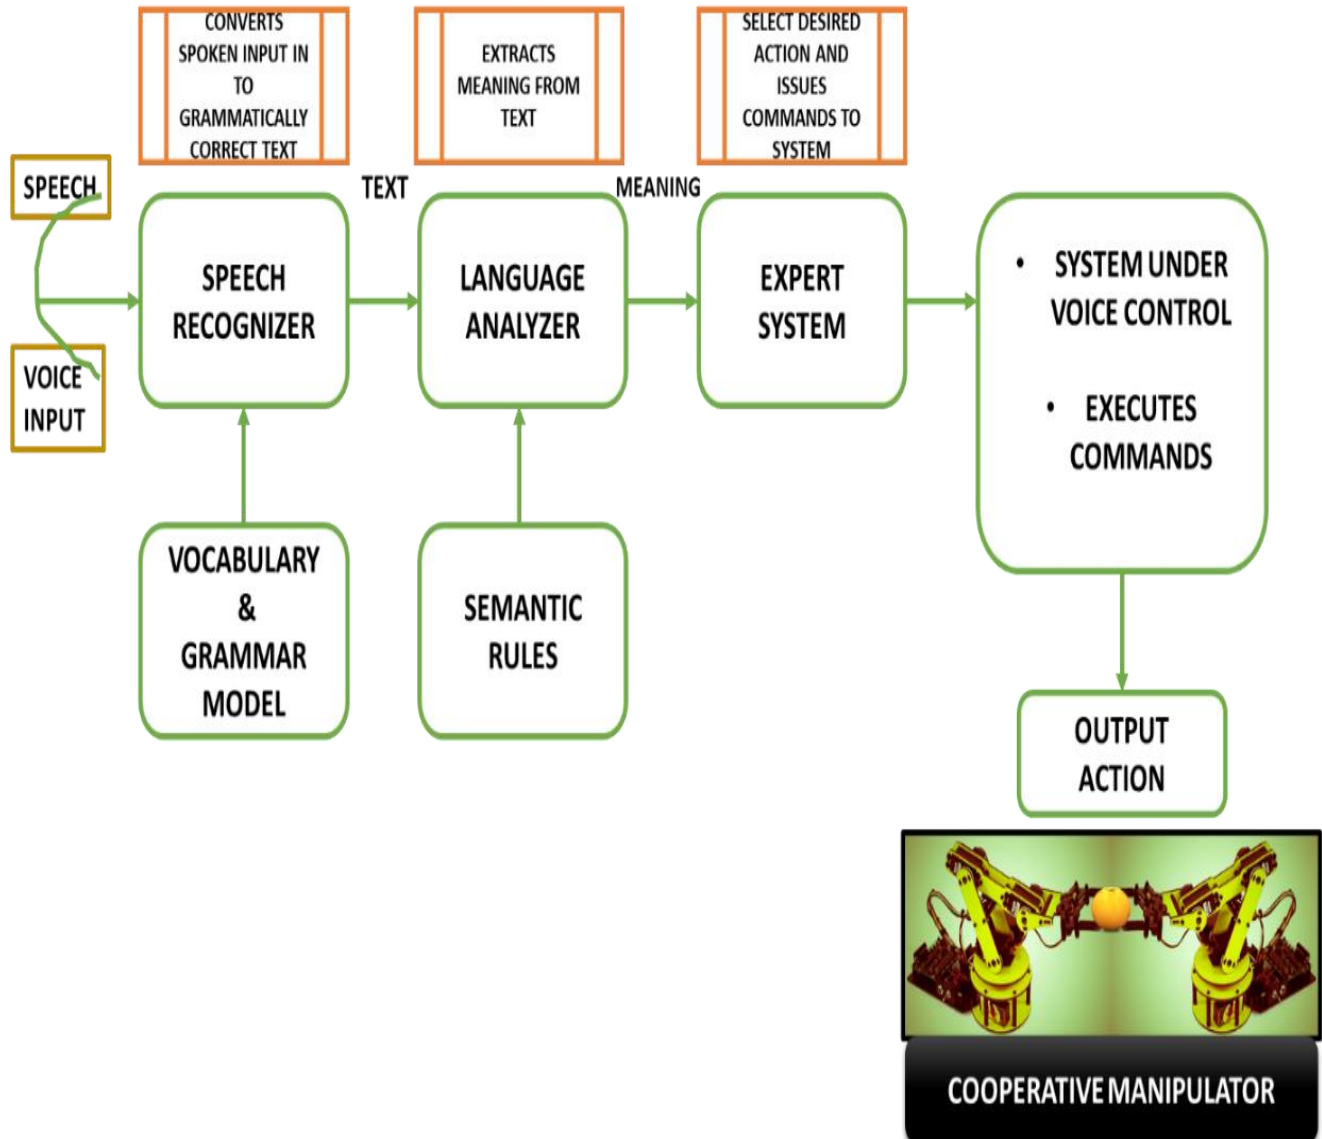 CONVERTS
SPOKEN INPUT IN
TO
GRAMMATICALLY
CORRECT TEXT
EXTRACTS
MEANING FROM
TEXT
SELECT DESIRED
ACTION AND
ISSUES
COMMANDS TO
SYSTEM
SPEECH
TEXT
MEANING
SPEECH
RECOGNIZER
LANGUAGE
ANALYZER
EXPERT
SYSTEM
• SYSTEM UNDER
VOICE CONTROL
• EXECUTES
COMMANDS
VOICE
INPUT
VOCABULARY
&
GRAMMAR
MODEL
SEMANTIC
RULES
OUTPUT
ACTION
COOPERATIVE MANIPULATOR